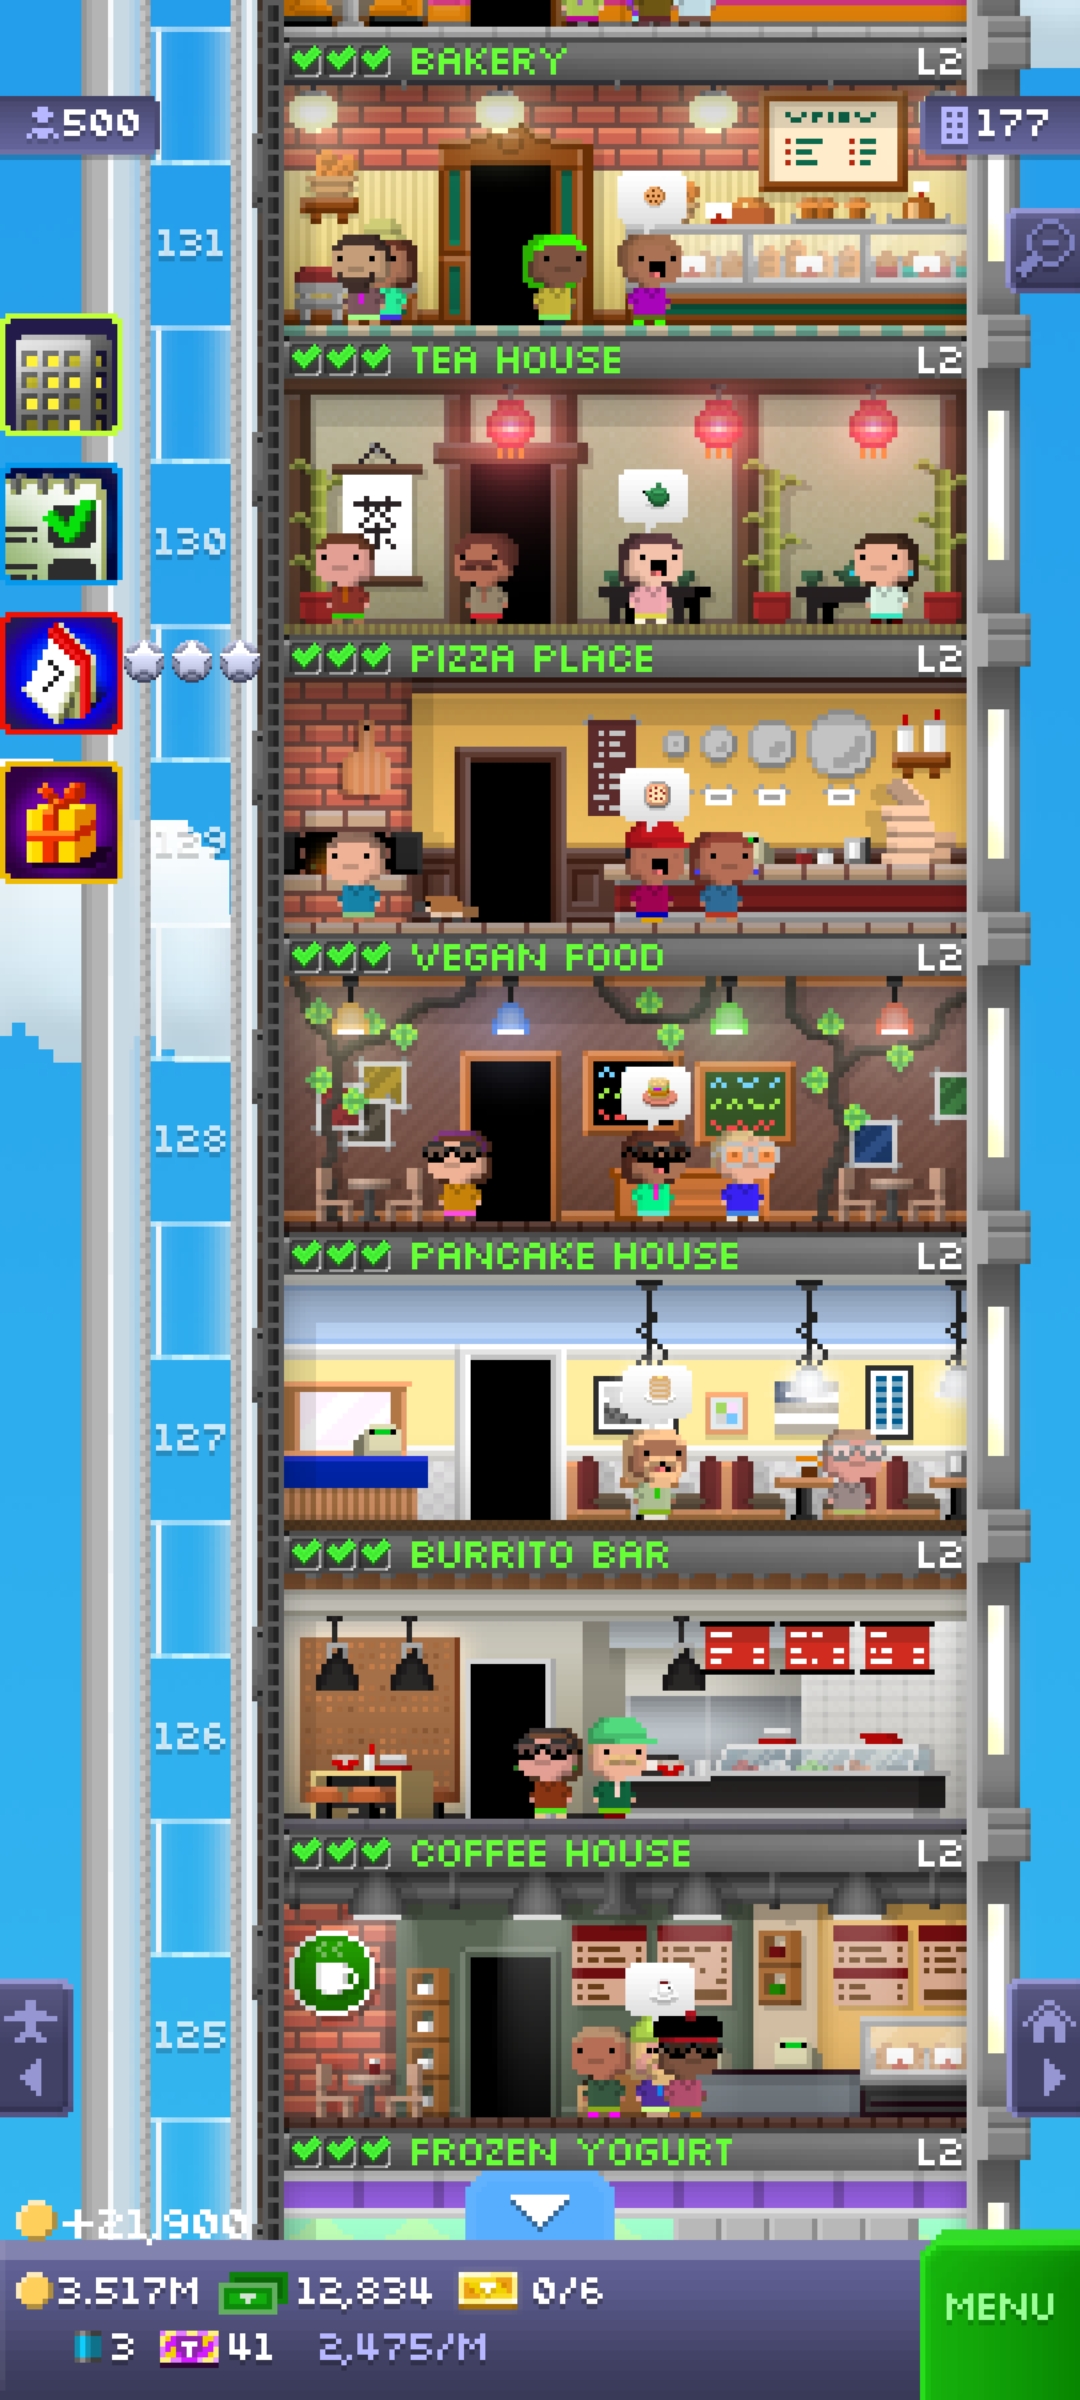 BAKERY L2
500
177
131
TEA HOUSE L2
茶
130
PIZZA PLACE L2
129
VEGAN FOOD L2
128
PANCAKE HOUSE L2
127
BURRITO BAR L2
126
COFFEE HOUSE L2
125
FROZEN YOGURT L2
+21,900
3.517M 12,834 0/6
3 T 41 2,475/M
MENU